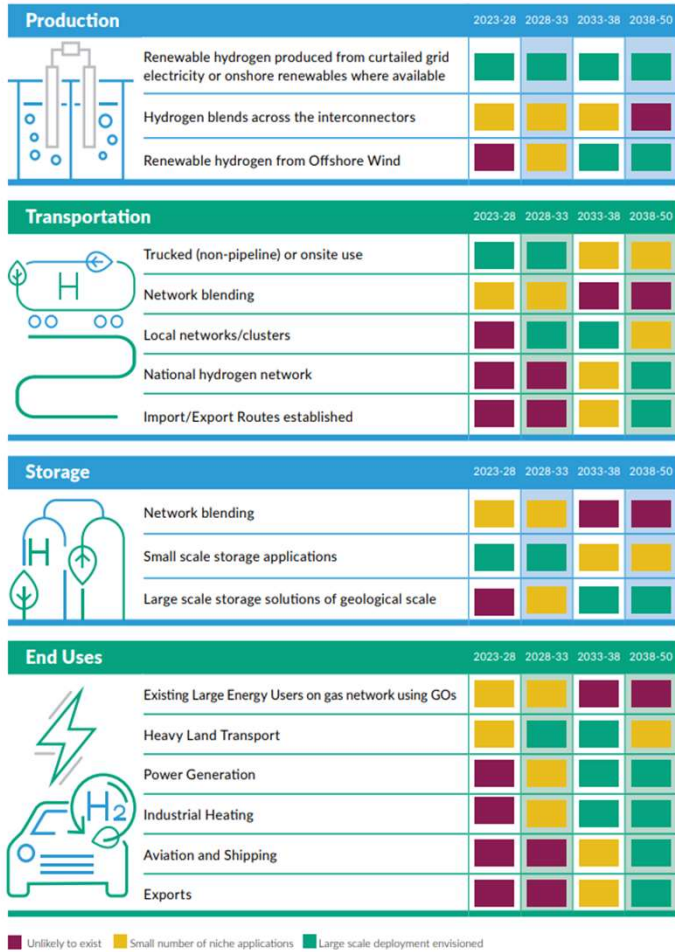 Production 2023-28 2028-33 2033-38 2038-50
Renewable hydrogen produced from curtailed grid
electricity or onshore renewables where available
Hydrogen blends across the interconnectors
Renewable hydrogen from Offshore Wind
Transportation 2023-28 2028-33 2033-38 2038-50
Trucked (non-pipeline) or onsite use
H
Network blending
Local networks/clusters
National hydrogen network
Import/Export Routes established
Storage 2023-28 2028-33 2033-38 2038-50
Network blending
H
Small scale storage applications
Large scale storage solutions of geological scale
End Uses 2023-28 2028-33 2033-38 2038-50
Existing Large Energy Users on gas network using GOs
Heavy Land Transport
Power Generation
H2
Industrial Heating
Aviation and Shipping
Exports
Unlikely to exist Small number of niche applications Large scale deployment envisioned